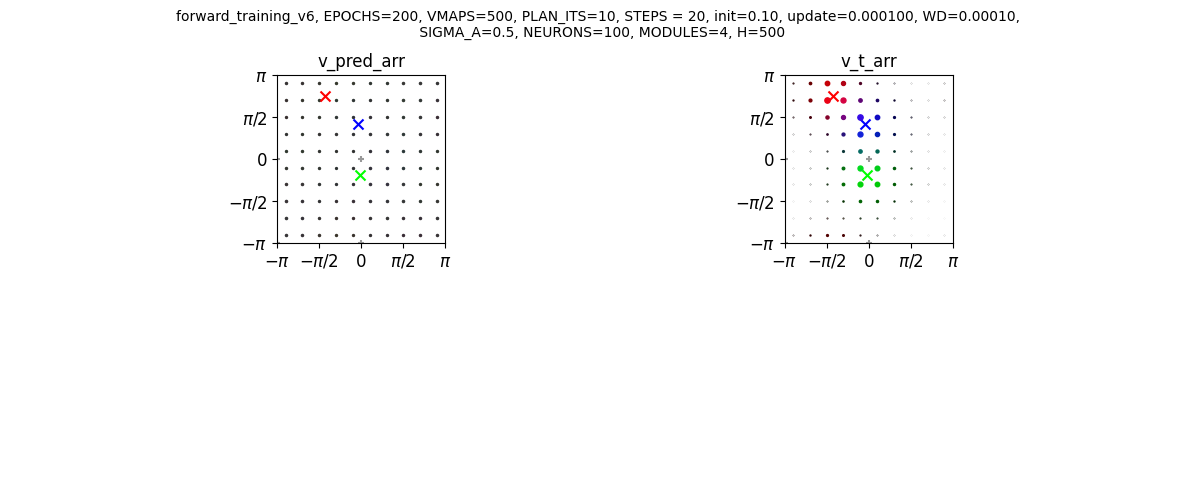 forward_training_v6, EPOCHS=200, VMAPS=500, PLAN_ITS=10, STEPS = 20, init=0.10, update=0.000100, WD=0.00010,
SIGMA_A=0.5, NEURONS=100, MODULES=4, H=500
v_pred_arr
π
π/2
0
−π/2
−π
−π −π/2 0 π/2 π
v_t_arr
π
π/2
0
−π/2
−π
−π −π/2 0 π/2 π